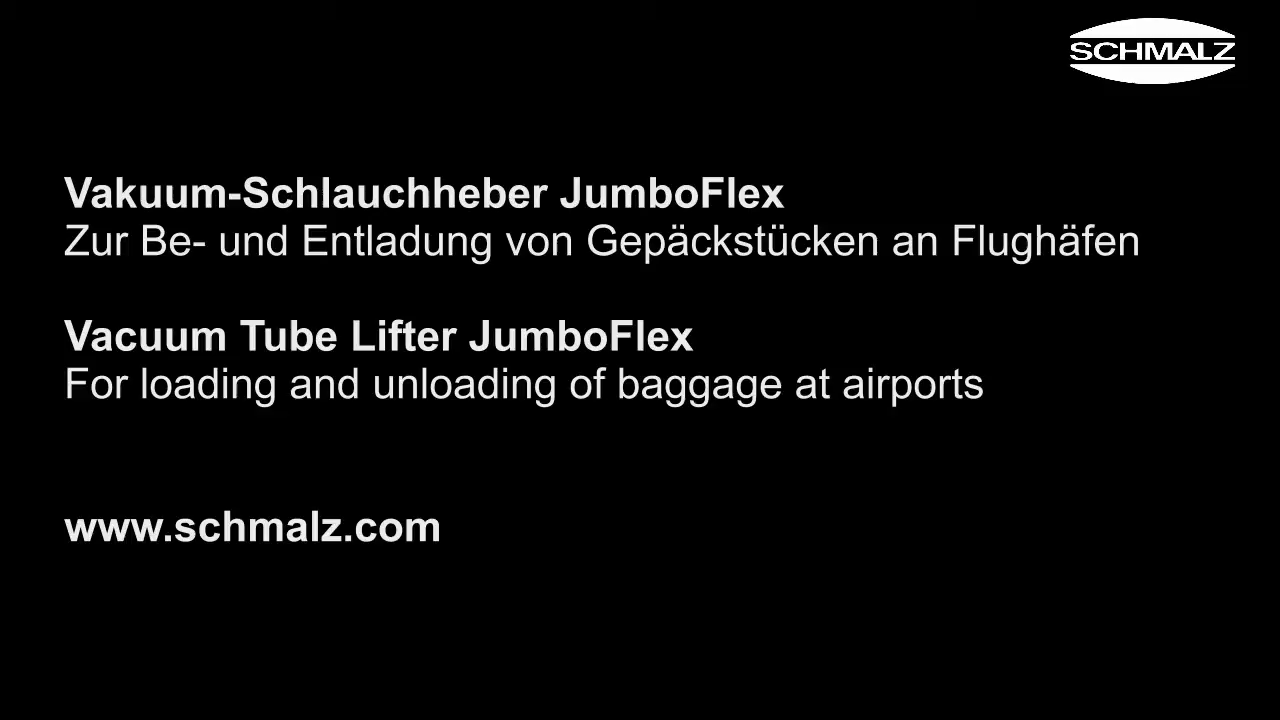 SCHMALZ
Vakuum-Schlauchheber JumboFlex
Zur Be- und Entladung von Gepäckstücken an Flughäfen
Vacuum Tube Lifter JumboFlex
For loading and unloading of baggage at airports
www.schmalz.com